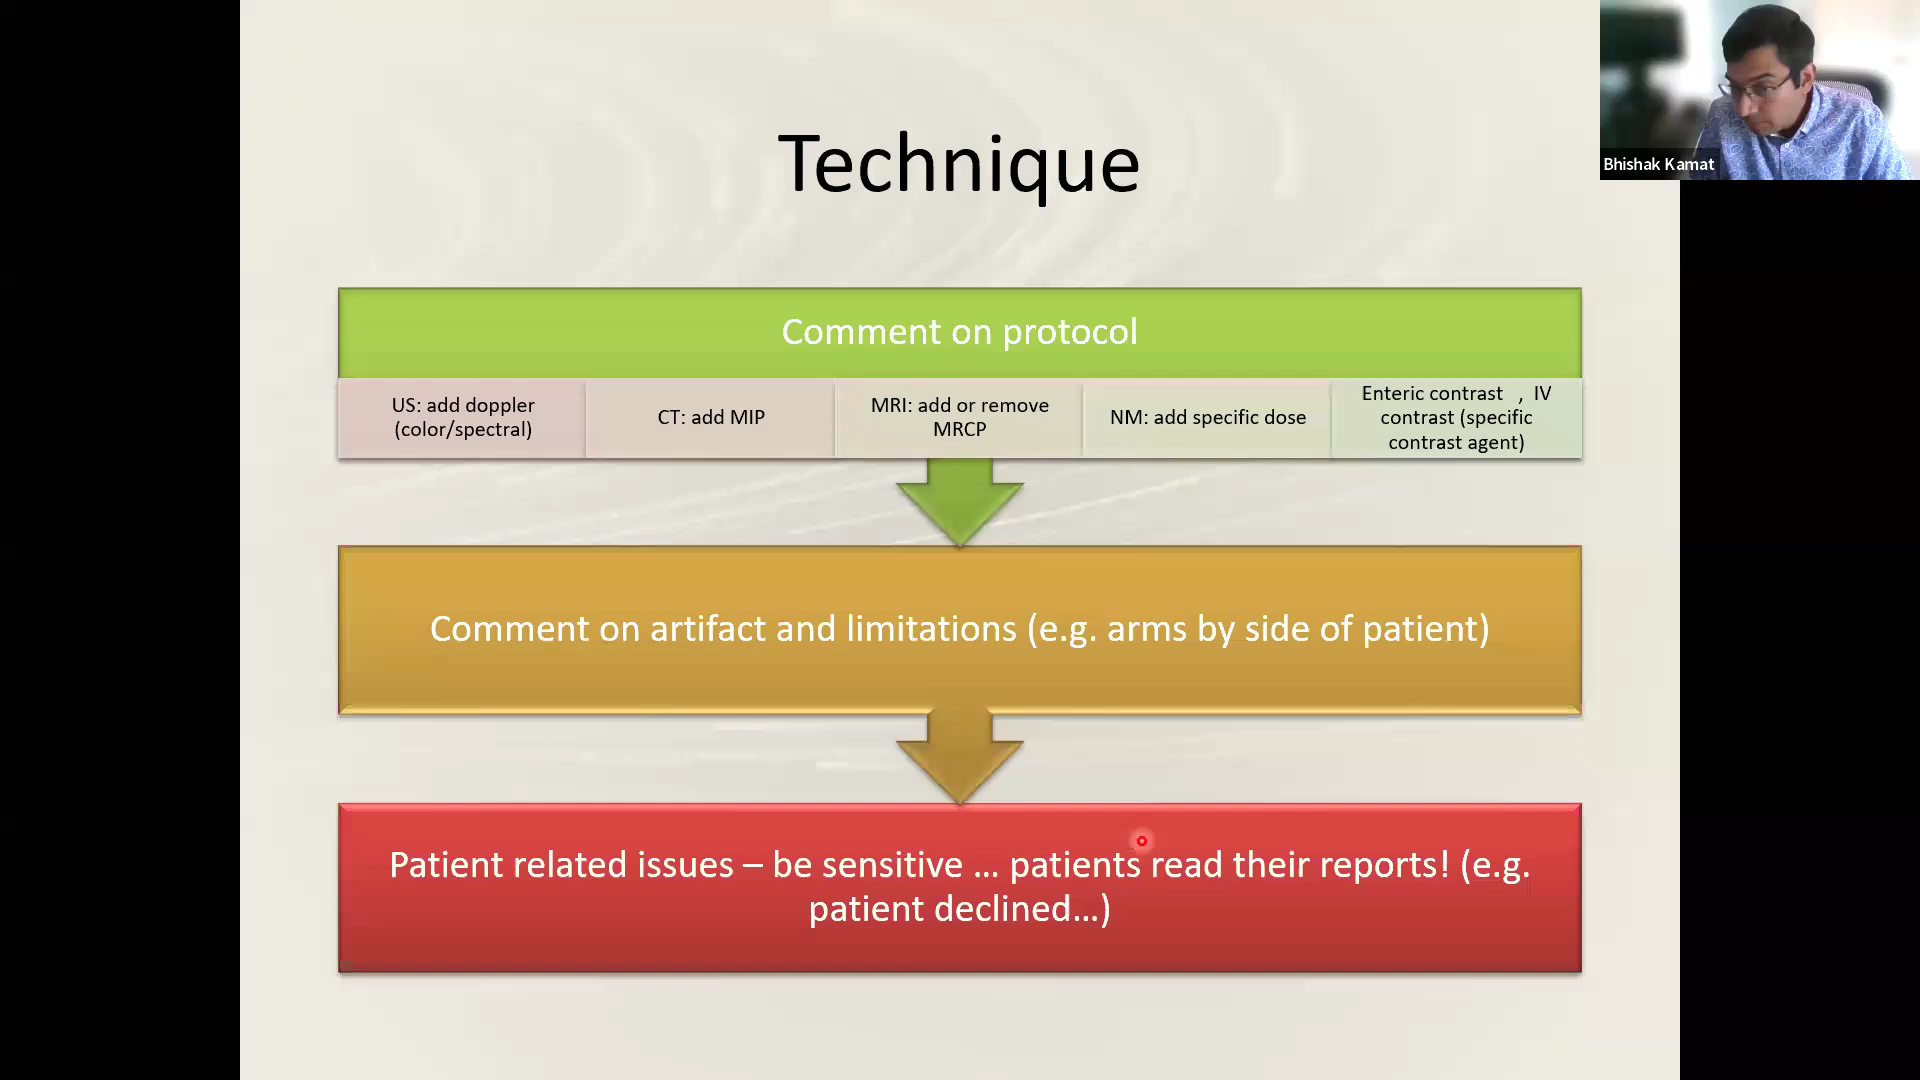 Technique
Bhishak Kamat
Comment on protocol
US: add doppler
(color/spectral)
CT: add MIP
MRI: add or remove
MRCP
NM: add specific dose
Enteric contrast , IV
contrast (specific
contrast agent)
Comment on artifact and limitations (e.g. arms by side of patient)
Patient related issues – be sensitive … patients read their reports! (e.g.
patient declined…)